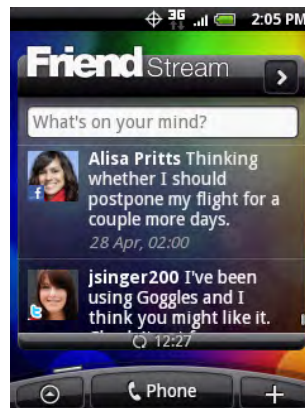 3G 2:05 PM
Friend Stream
What's on your mind?
Alisa Pritts Thinking
whether I should
postpone my flight for a
couple more days.
28 Apr, 02:00
jsinger200 I've been
using Goggles and I
think you might like it.
12:27
Phone